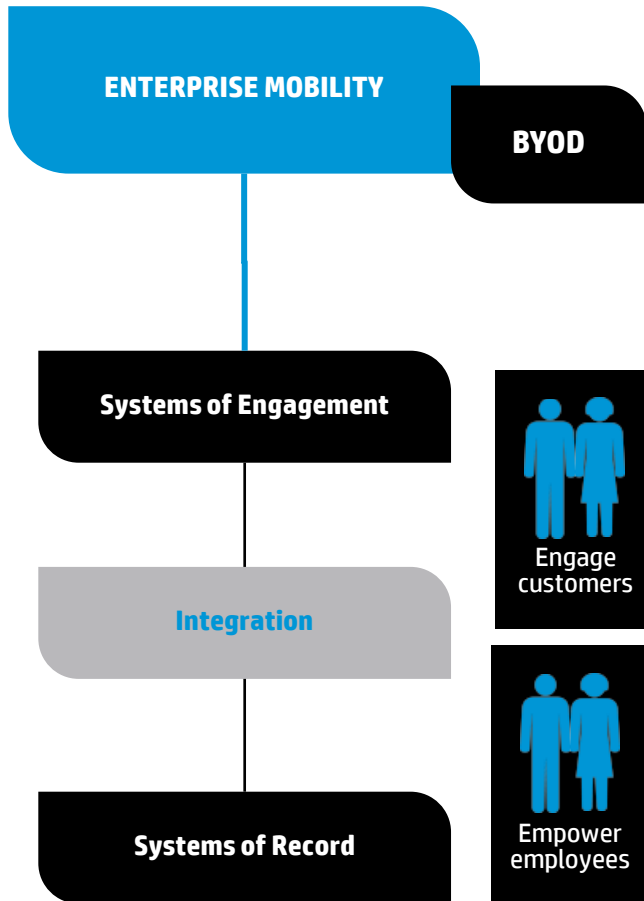 ENTERPRISE MOBILITY
BYOD
Systems of Engagement
Engage
customers
Integration
Empower
employees
Systems of Record